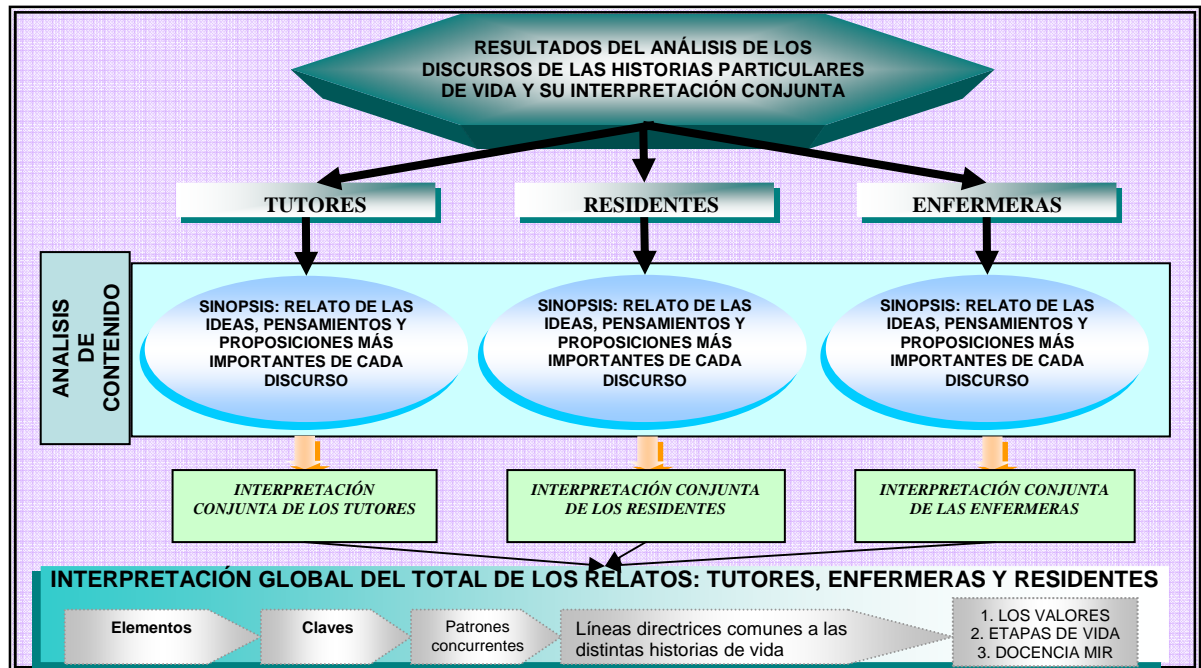 RESULTADOS DEL ANÁLISIS DE LOS
DISCURSOS DE LAS HISTORIAS PARTICULARES
DE VIDA Y SU INTERPRETACIÓN CONJUNTA
TUTORES
RESIDENTES
ENFERMERAS
ANALISIS
DE
CONTENIDO
SINOPSIS: RELATO DE LAS
IDEAS, PENSAMIENTOS Y
PROPOSICIONES MÁS
IMPORTANTES DE CADA
DISCURSO
SINOPSIS: RELATO DE LAS
IDEAS, PENSAMIENTOS Y
PROPOSICIONES MÁS
IMPORTANTES DE CADA
DISCURSO
SINOPSIS: RELATO DE LAS
IDEAS, PENSAMIENTOS Y
PROPOSICIONES MÁS
IMPORTANTES DE CADA
DISCURSO
INTERPRETACIÓN
CONJUNTA DE LOS TUTORES
INTERPRETACIÓN CONJUNTA
DE LOS RESIDENTES
INTERPRETACIÓN CONJUNTA
DE LAS ENFERMERAS
INTERPRETACIÓN GLOBAL DEL TOTAL DE LOS RELATOS: TUTORES, ENFERMERAS Y RESIDENTES
Elementos
Claves
Patrones
concurrentes
Líneas directrices comunes a las
distintas historias de vida
1. LOS VALORES
2. ETAPAS DE VIDA
3. DOCENCIA MIR